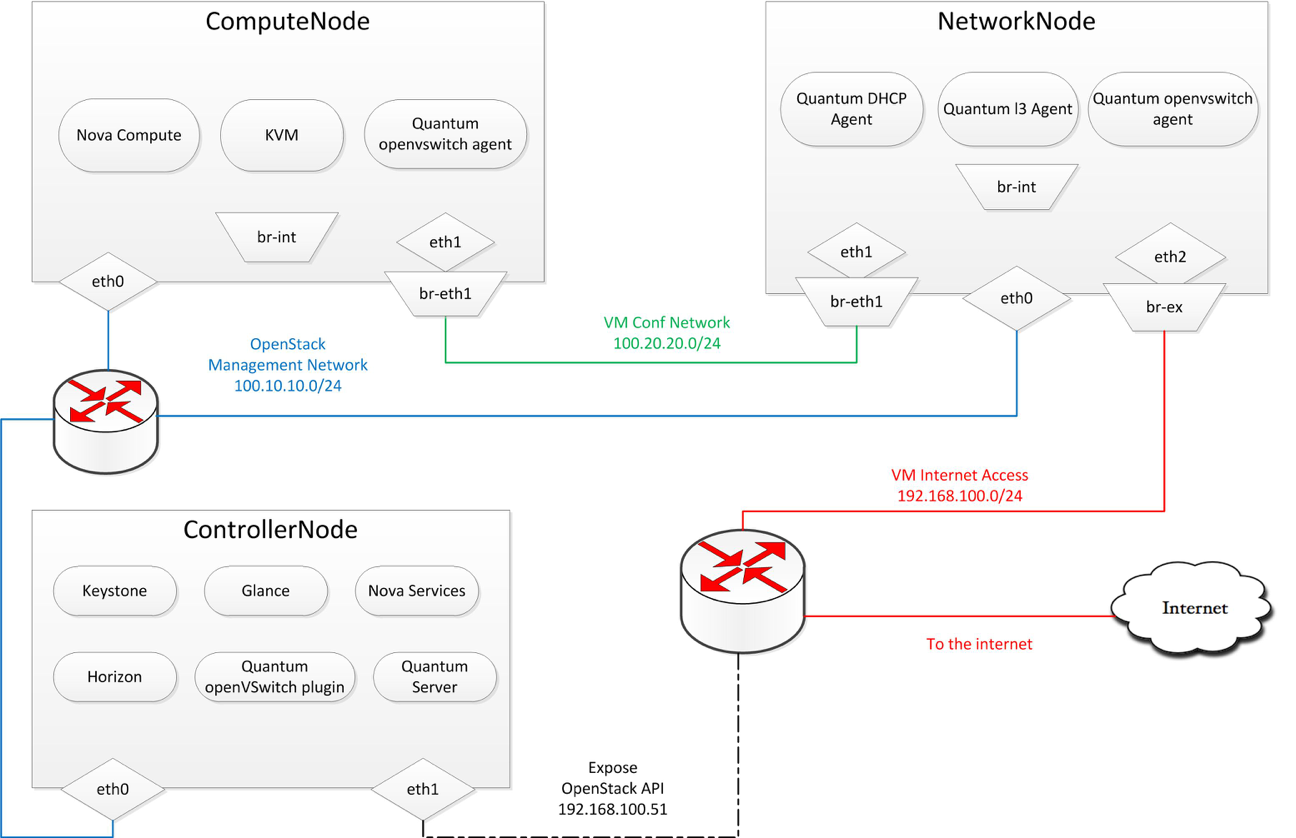 ComputeNode
Nova Compute
KVM
Quantum
openvswitch agent
br-int
eth1
eth0
br-eth1
NetworkNode
Quantum DHCP
Agent
Quantum l3 Agent
Quantum openvswitch
agent
br-int
eth1
eth2
br-eth1
eth0
br-ex
VM Conf Network
100.20.20.0/24
OpenStack
Management Network
100.10.10.0/24
VM Internet Access
192.168.100.0/24
ControllerNode
Keystone
Glance
Nova Services
Horizon
Quantum
openVSwitch plugin
Quantum
Server
eth0
eth1
Internet
To the internet
Expose
OpenStack API
192.168.100.51